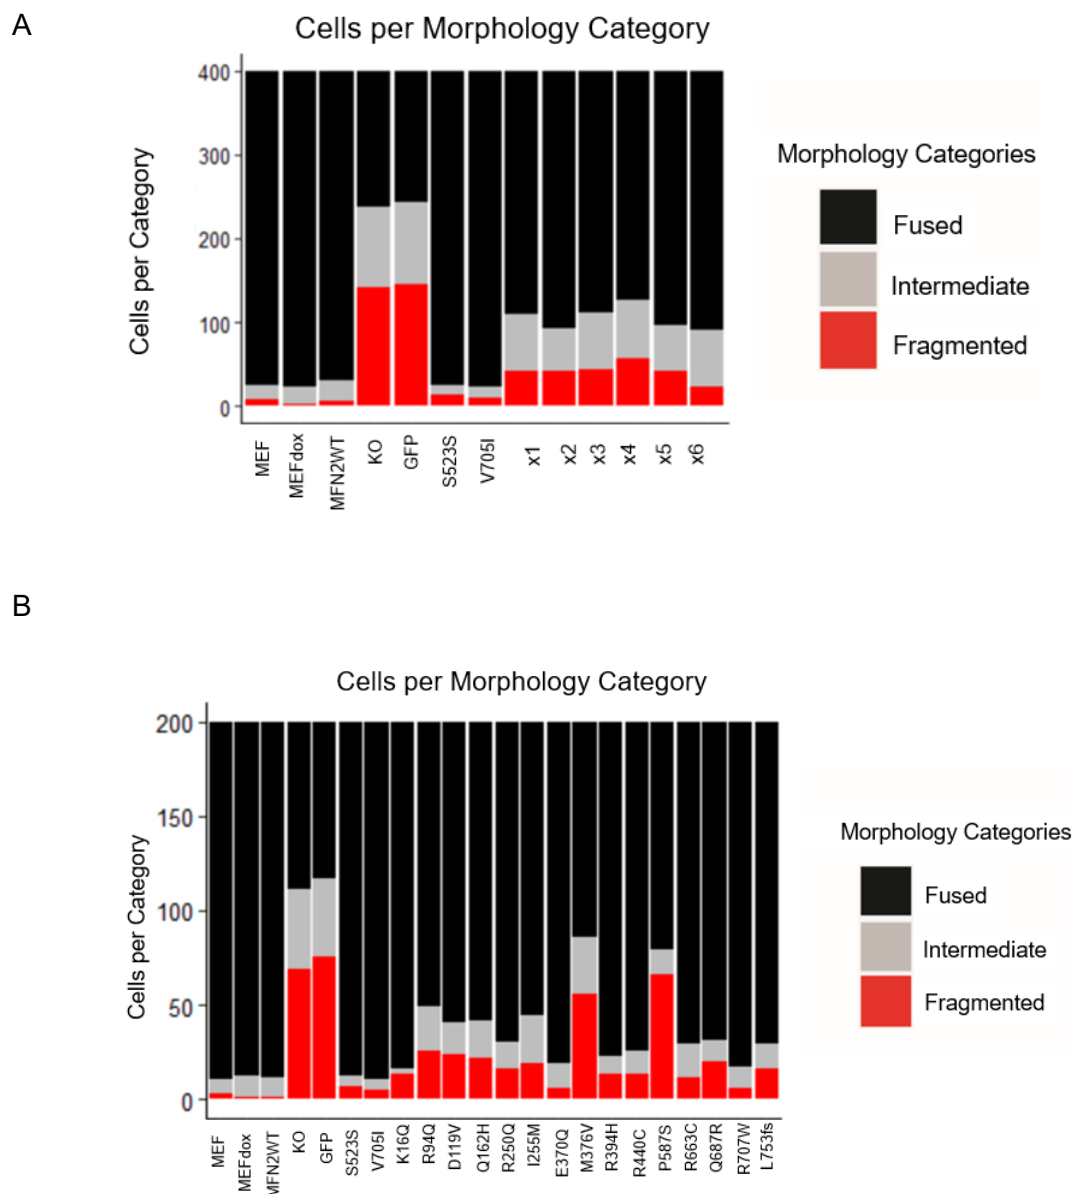 A
Cells per Morphology Category
Cells per Category
400
300
200
100
0
MEF
MEFdox
MFN2WT
KO
GFP
S523S
V705I
x1
x2
x3
x4
x5
x6
Morphology Categories
Fused
Intermediate
Fragmented
B
Cells per Morphology Category
Cells per Category
200
150
100
50
0
MEF
MEFdox
MFN2WT
KO
GFP
S523S
V705I
K16Q
R94Q
D119V
Q162H
R250Q
I255M
E370Q
M376V
R394H
R440C
P587S
R663C
Q687R
R707W
L753fs
Morphology Categories
Fused
Intermediate
Fragmented